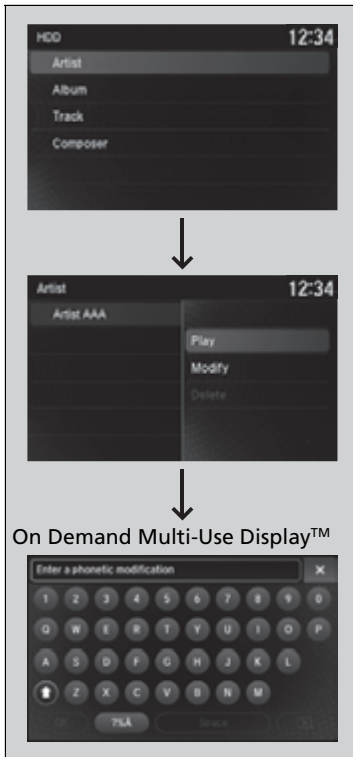 HDD 12:34
Artist
Album
Track
Composer
Artist 12:34
Artist AAA
Play
Modify
Delete
On Demand Multi-Use Display™
Enter a phonetic modification ×
1 2 3 4 5 6 7 8 9 0
Q W E R T Y U I O P
A S D F G H J K L
Z X C V B N M
OK ?%Å Space